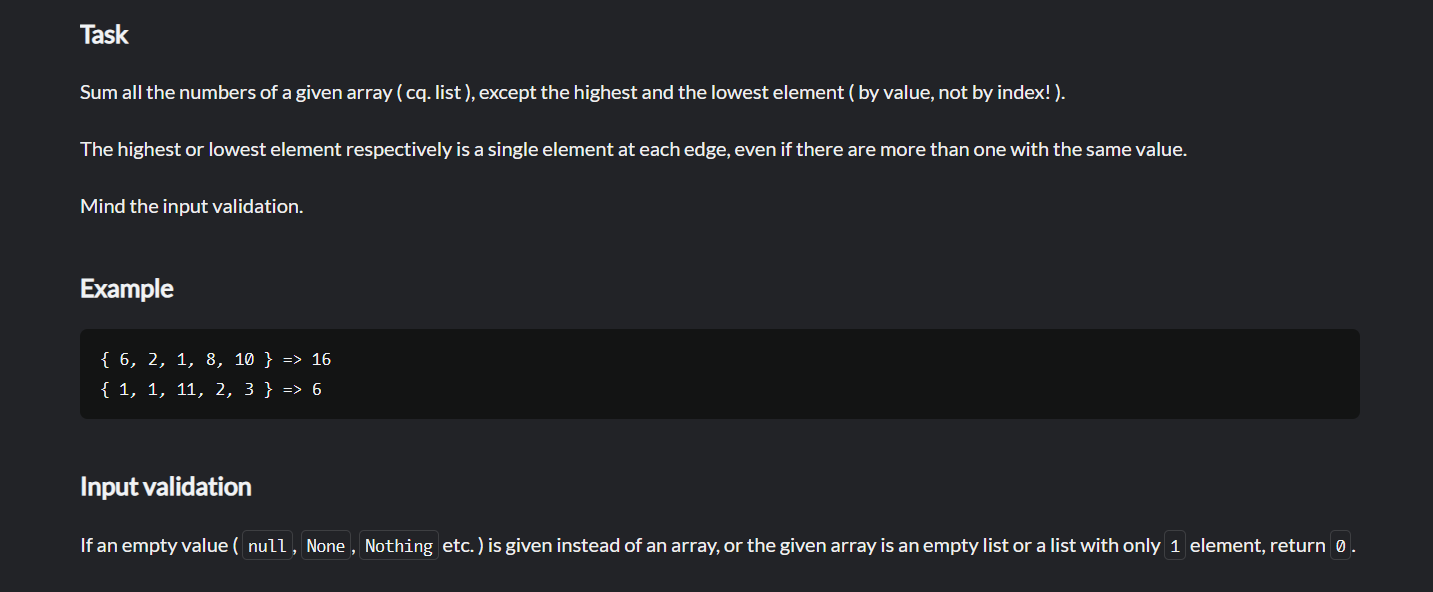 Task
Sum all the numbers of a given array ( cq. list ), except the highest and the lowest element ( by value, not by index! ).
The highest or lowest element respectively is a single element at each edge, even if there are more than one with the same value.
Mind the input validation.
Example
{ 6, 2, 1, 8, 10 } => 16
{ 1, 1, 11, 2, 3 } => 6
Input validation
If an empty value ( null, None, Nothing etc. ) is given instead of an array, or the given array is an empty list or a list with only 1 element, return 0.